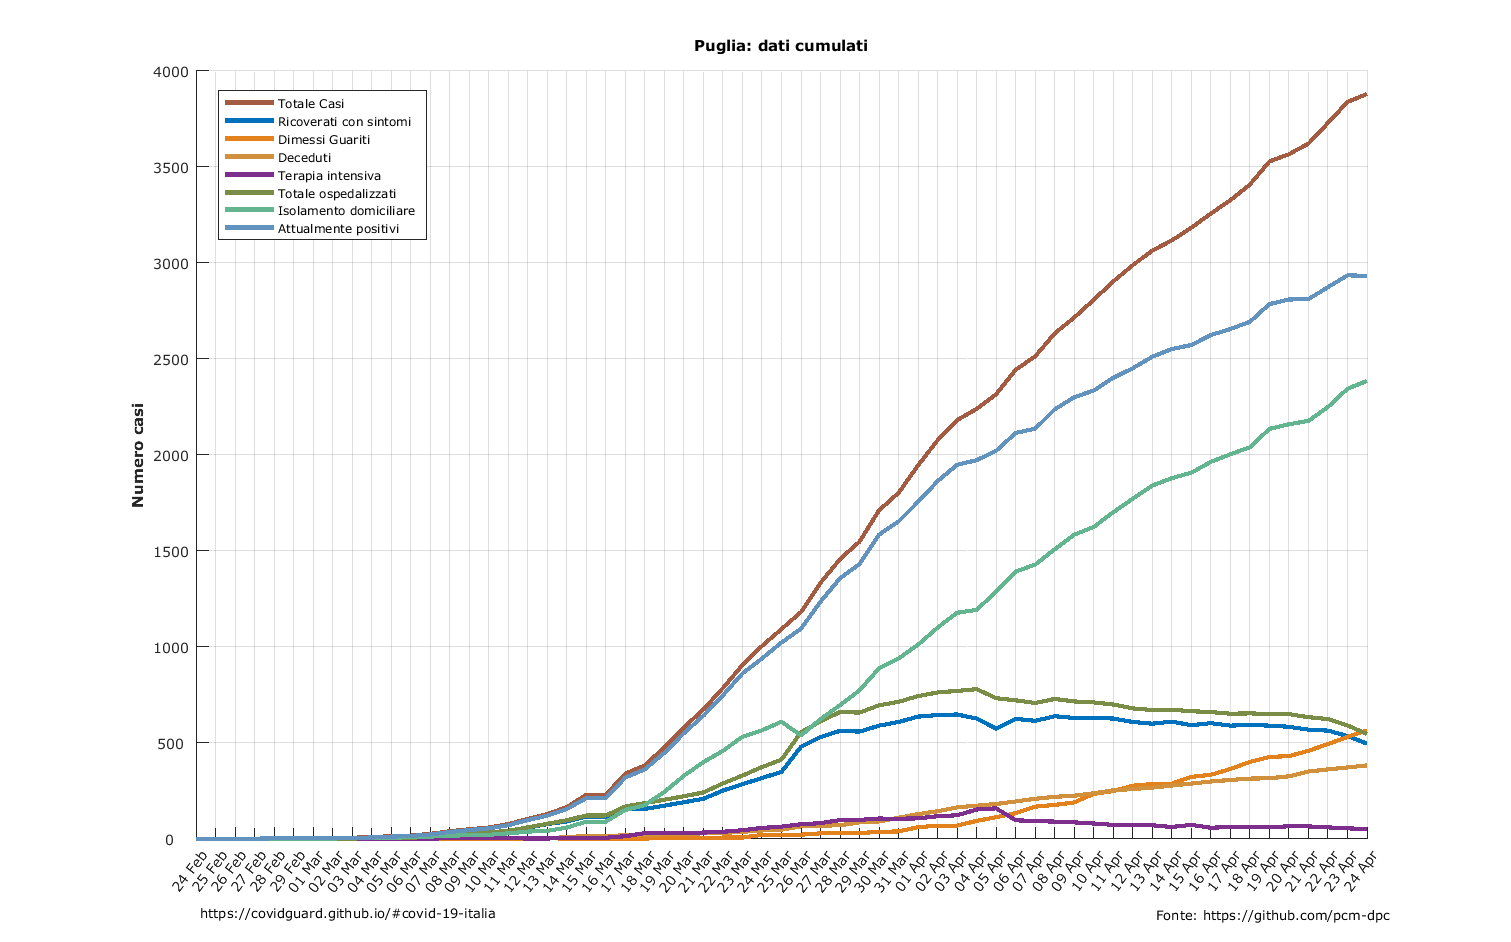 Puglia: dati cumulati
4000
3500
3000
2500
2000
1500
1000
500
0
Numero casi
Totale Casi
Ricoverati con sintomi
Dimessi Guariti
Deceduti
Terapia intensiva
Totale ospedalizzati
Isolamento domiciliare
Attualmente positivi
24 Feb
25 Feb
26 Feb
27 Feb
28 Feb
29 Feb
01 Mar
02 Mar
03 Mar
04 Mar
05 Mar
06 Mar
07 Mar
08 Mar
09 Mar
10 Mar
11 Mar
12 Mar
13 Mar
14 Mar
15 Mar
16 Mar
17 Mar
18 Mar
19 Mar
20 Mar
21 Mar
22 Mar
23 Mar
24 Mar
25 Mar
26 Mar
27 Mar
28 Mar
29 Mar
30 Mar
31 Mar
01 Apr
02 Apr
03 Apr
04 Apr
05 Apr
06 Apr
07 Apr
08 Apr
09 Apr
10 Apr
11 Apr
12 Apr
13 Apr
14 Apr
15 Apr
16 Apr
17 Apr
18 Apr
19 Apr
20 Apr
21 Apr
22 Apr
23 Apr
24 Apr
https://covidguard.github.io/#covid-19-italia
Fonte: https://github.com/pcm-dpc